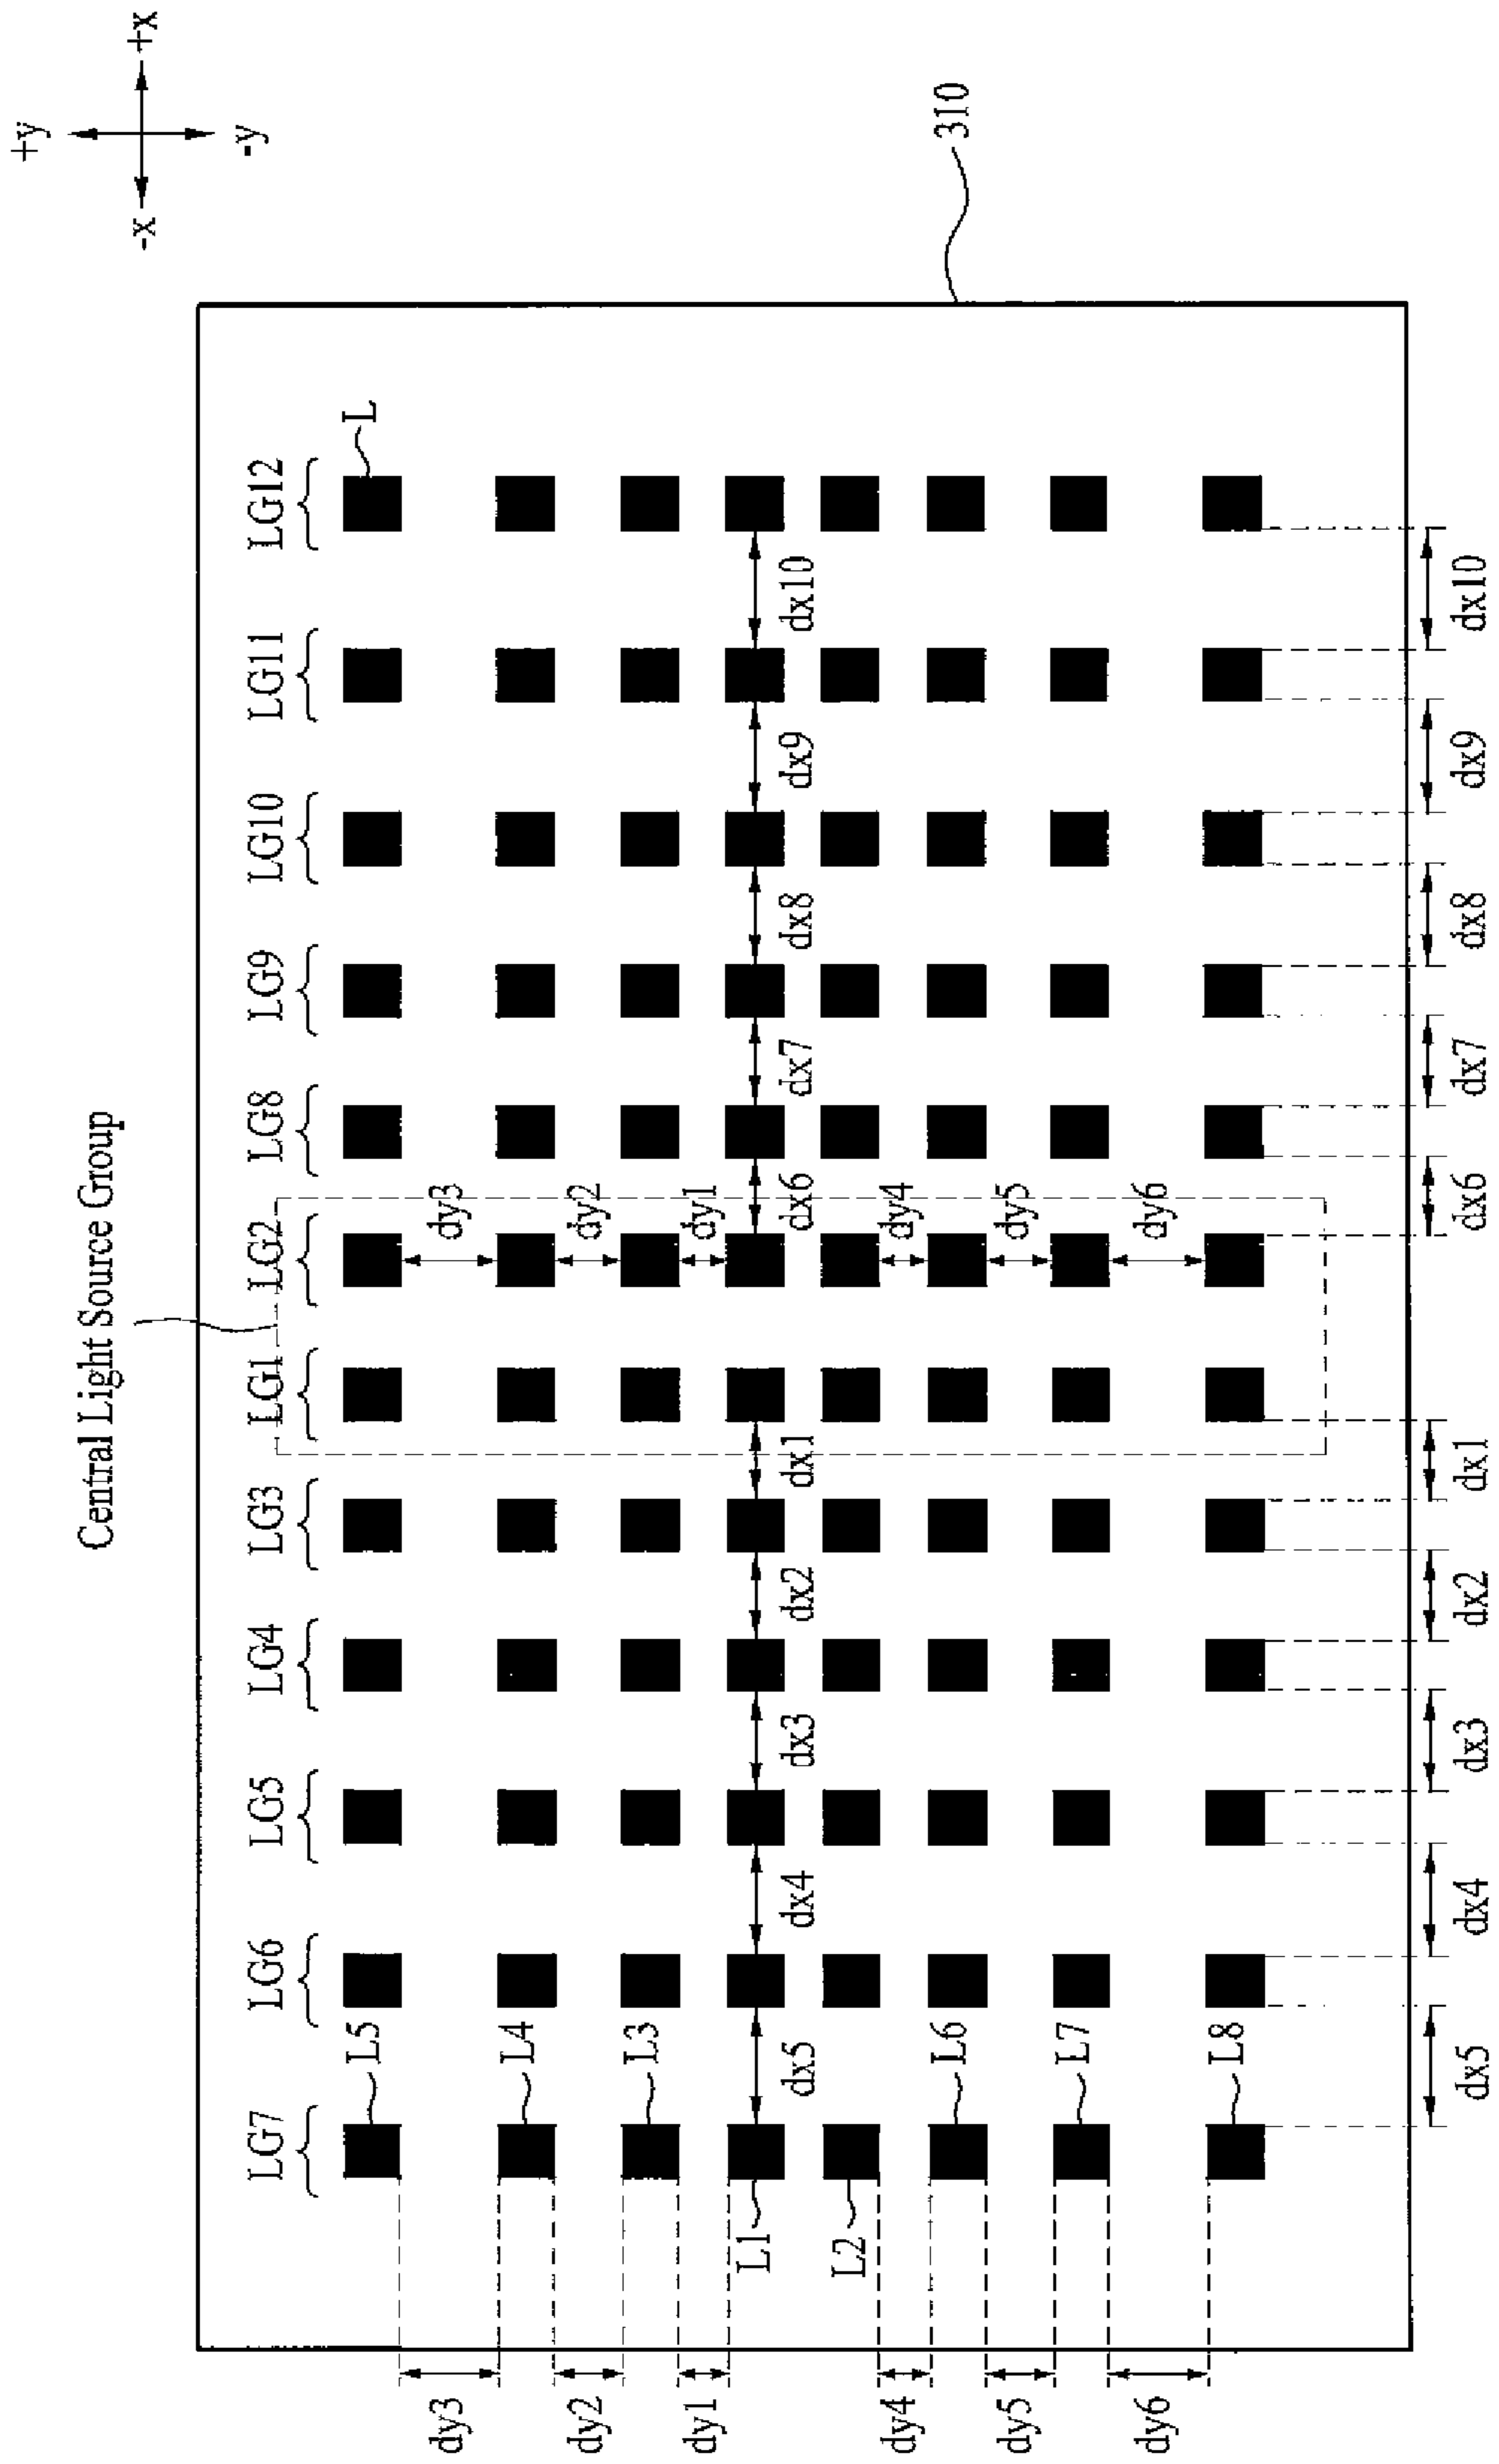 +y
-x
+x
-y
Central Light Source Group
310
LG7
LG6
LG5
LG4
LG3
LG1
LG2
LG8
LG9
LG10
LG11
LG12
L5
L
dy3
dy3
L4
dy2
dy2
L3
dy1
dy1
L1
dx5
dx4
dx3
dx2
dx1
dx6
dx7
dx8
dx9
dx10
L2
dy4
dy4
L6
dy5
dy5
L7
dy6
dy6
L8
dx5
dx4
dx3
dx2
dx1
dx6
dx7
dx8
dx9
dx10